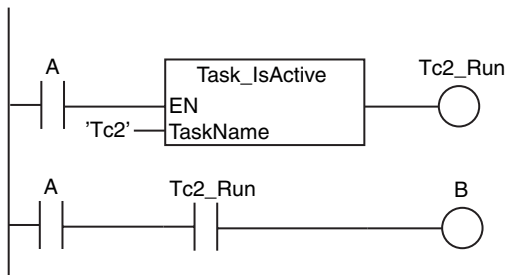 A
Task_IsActive
Tc2_Run
EN
'Tc2'
TaskName
A
Tc2_Run
B